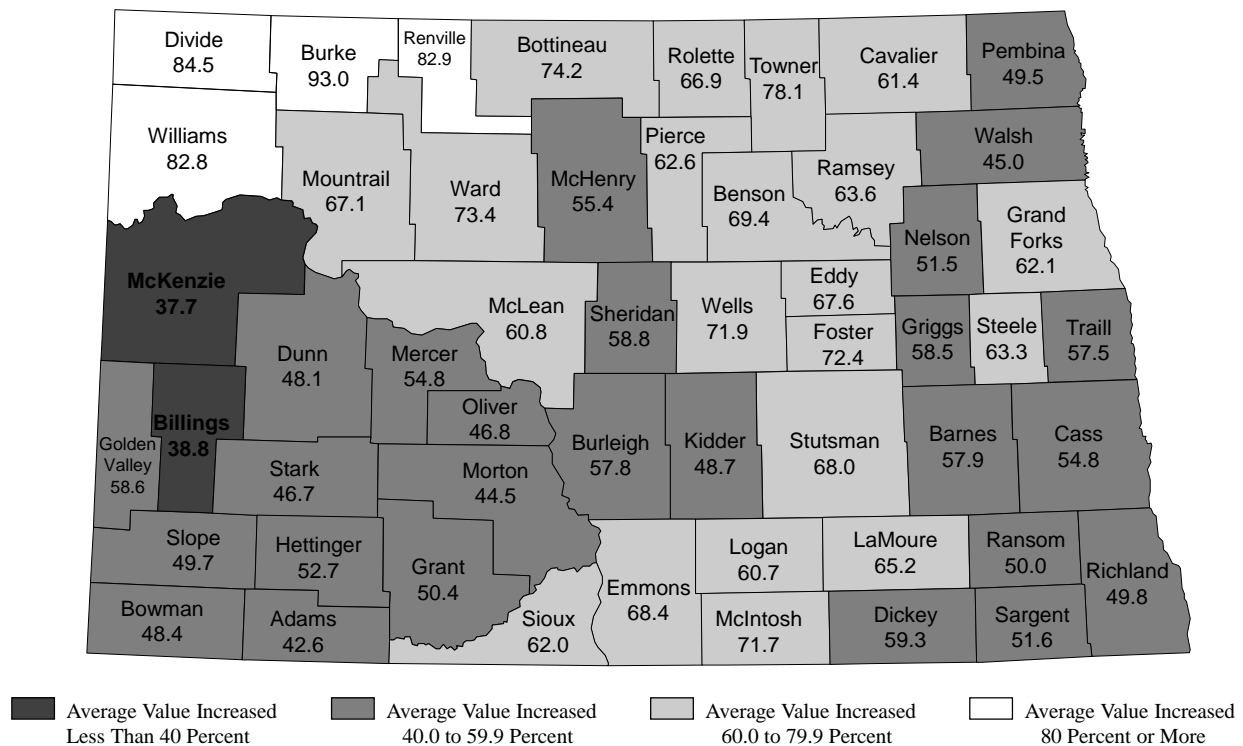 Divide
84.5
Burke
93.0
Renville
82.9
Bottineau
74.2
Rolette
66.9
Towner
78.1
Cavalier
61.4
Pembina
49.5
Williams
82.8
Mountrail
67.1
Ward
73.4
McHenry
55.4
Pierce
62.6
Benson
69.4
Ramsey
63.6
Walsh
45.0
Nelson
51.5
Grand
Forks
62.1
McKenzie
37.7
McLean
60.8
Sheridan
58.8
Wells
71.9
Eddy
67.6
Foster
72.4
Griggs
58.5
Steele
63.3
Traill
57.5
Dunn
48.1
Mercer
54.8
Oliver
46.8
Golden
Valley
58.6
Billings
38.8
Stark
46.7
Morton
44.5
Burleigh
57.8
Kidder
48.7
Stutsman
68.0
Barnes
57.9
Cass
54.8
Slope
49.7
Hettinger
52.7
Grant
50.4
Emmons
68.4
Logan
60.7
LaMoure
65.2
Ransom
50.0
Richland
49.8
Bowman
48.4
Adams
42.6
Sioux
62.0
McIntosh
71.7
Dickey
59.3
Sargent
51.6
Average Value Increased
Less Than 40 Percent
Average Value Increased
40.0 to 59.9 Percent
Average Value Increased
60.0 to 79.9 Percent
Average Value Increased
80 Percent or More